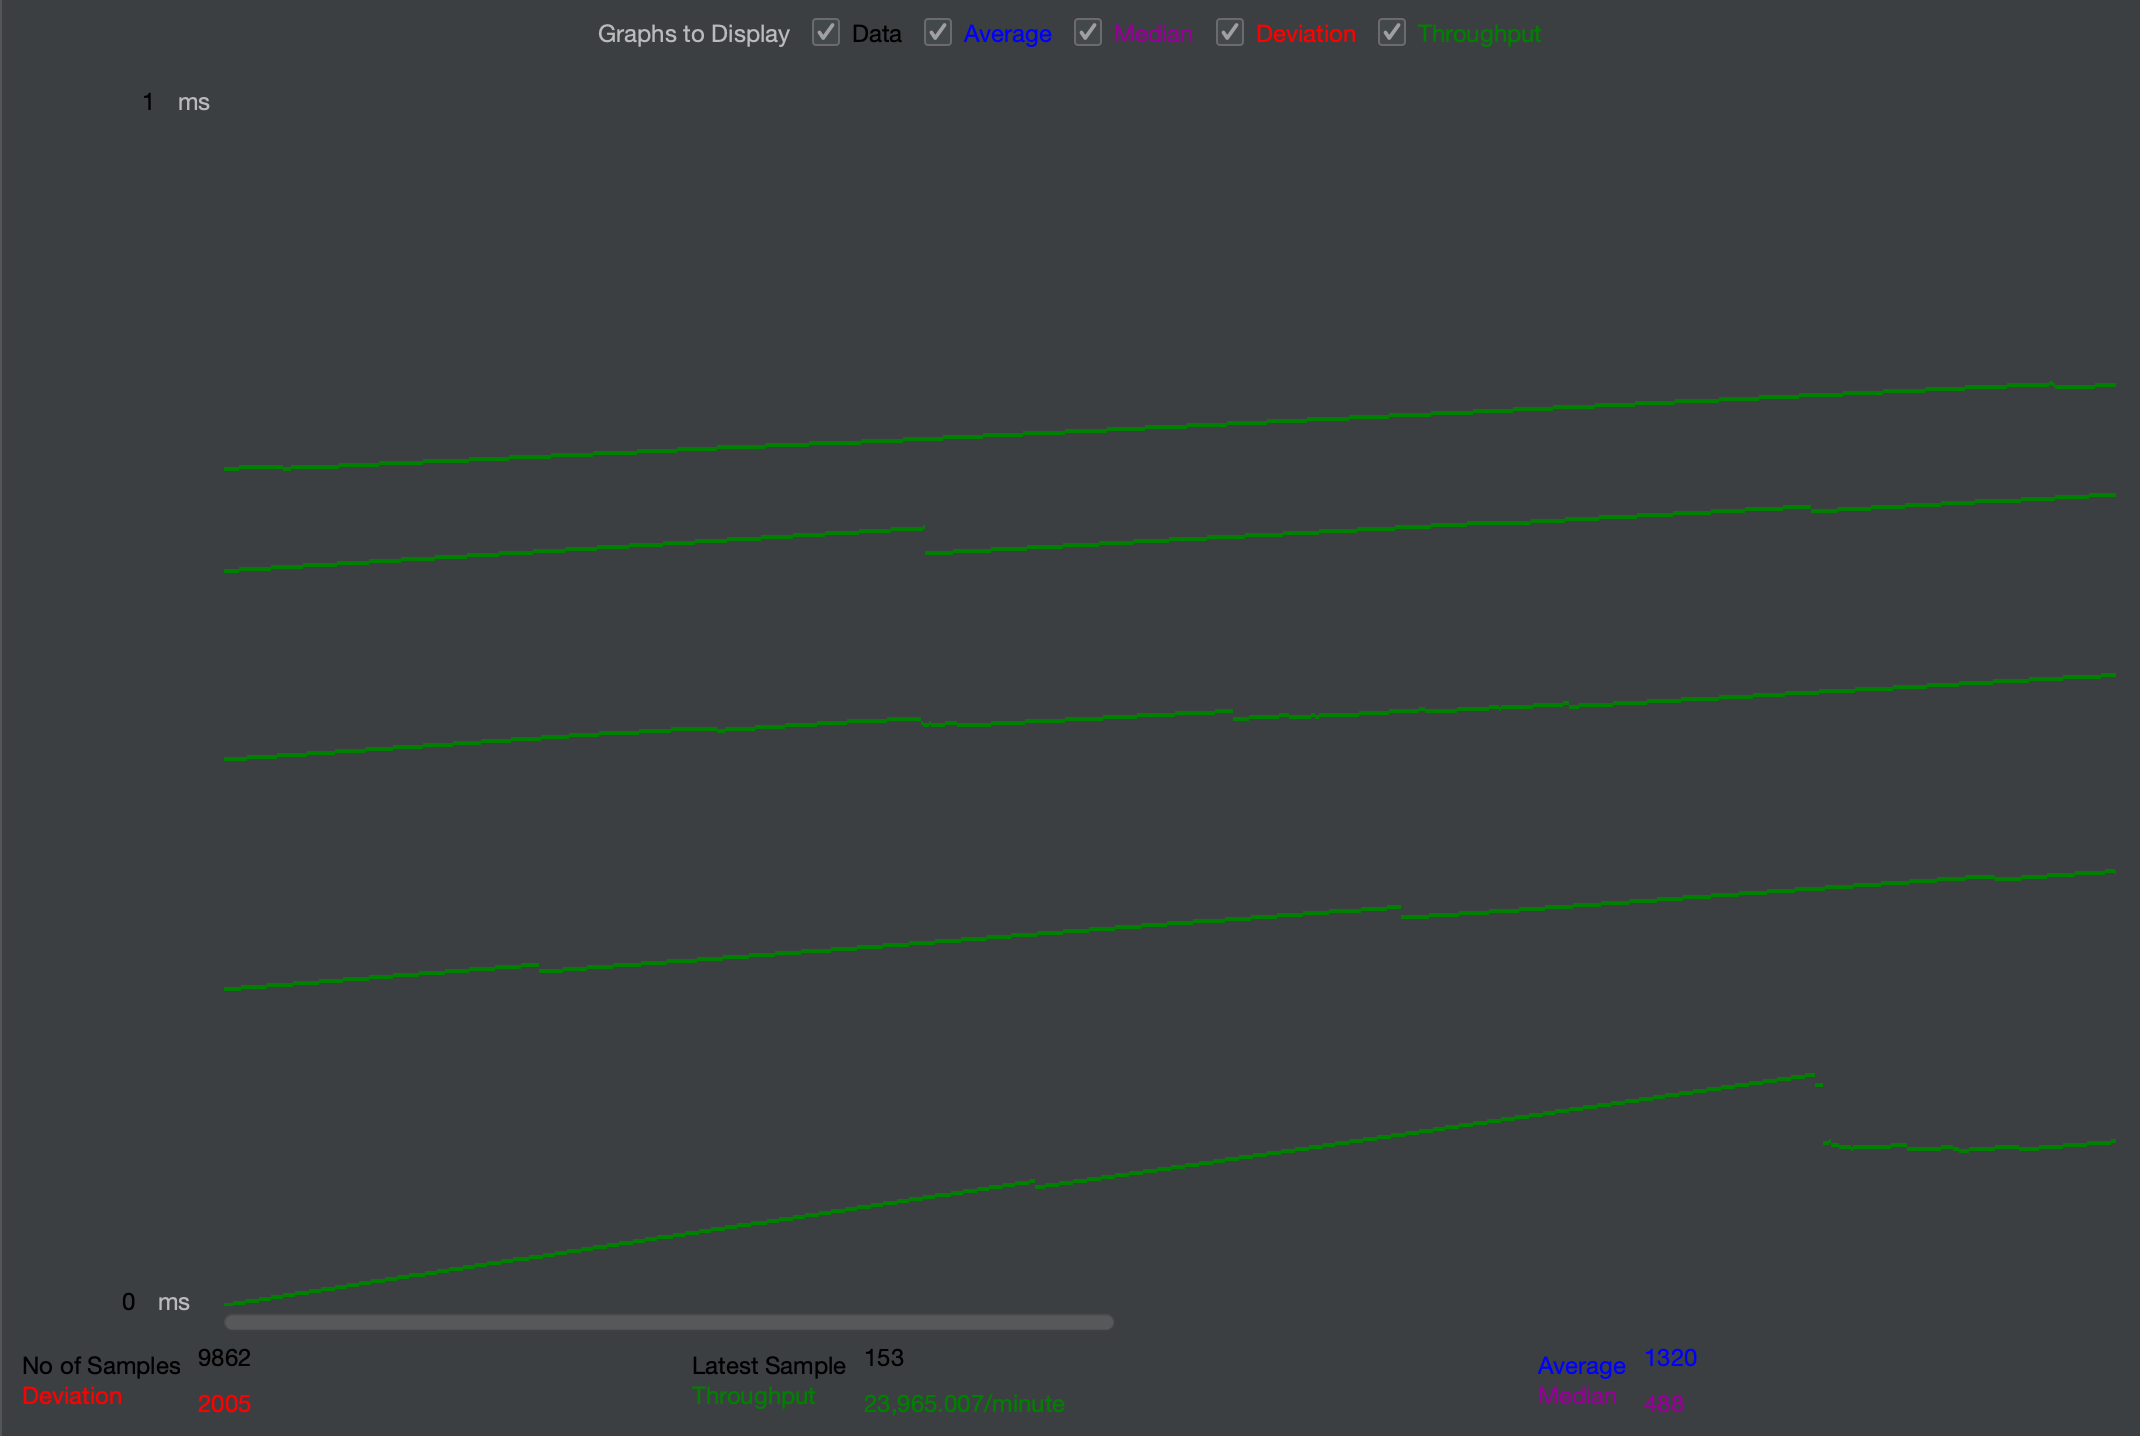 Graphs to Display Data Average Median Deviation Throughput
1 ms
0 ms
No of Samples 9862 Latest Sample 153 Average 1320
Deviation 2005 Throughput 23,965.007/minute Median 488